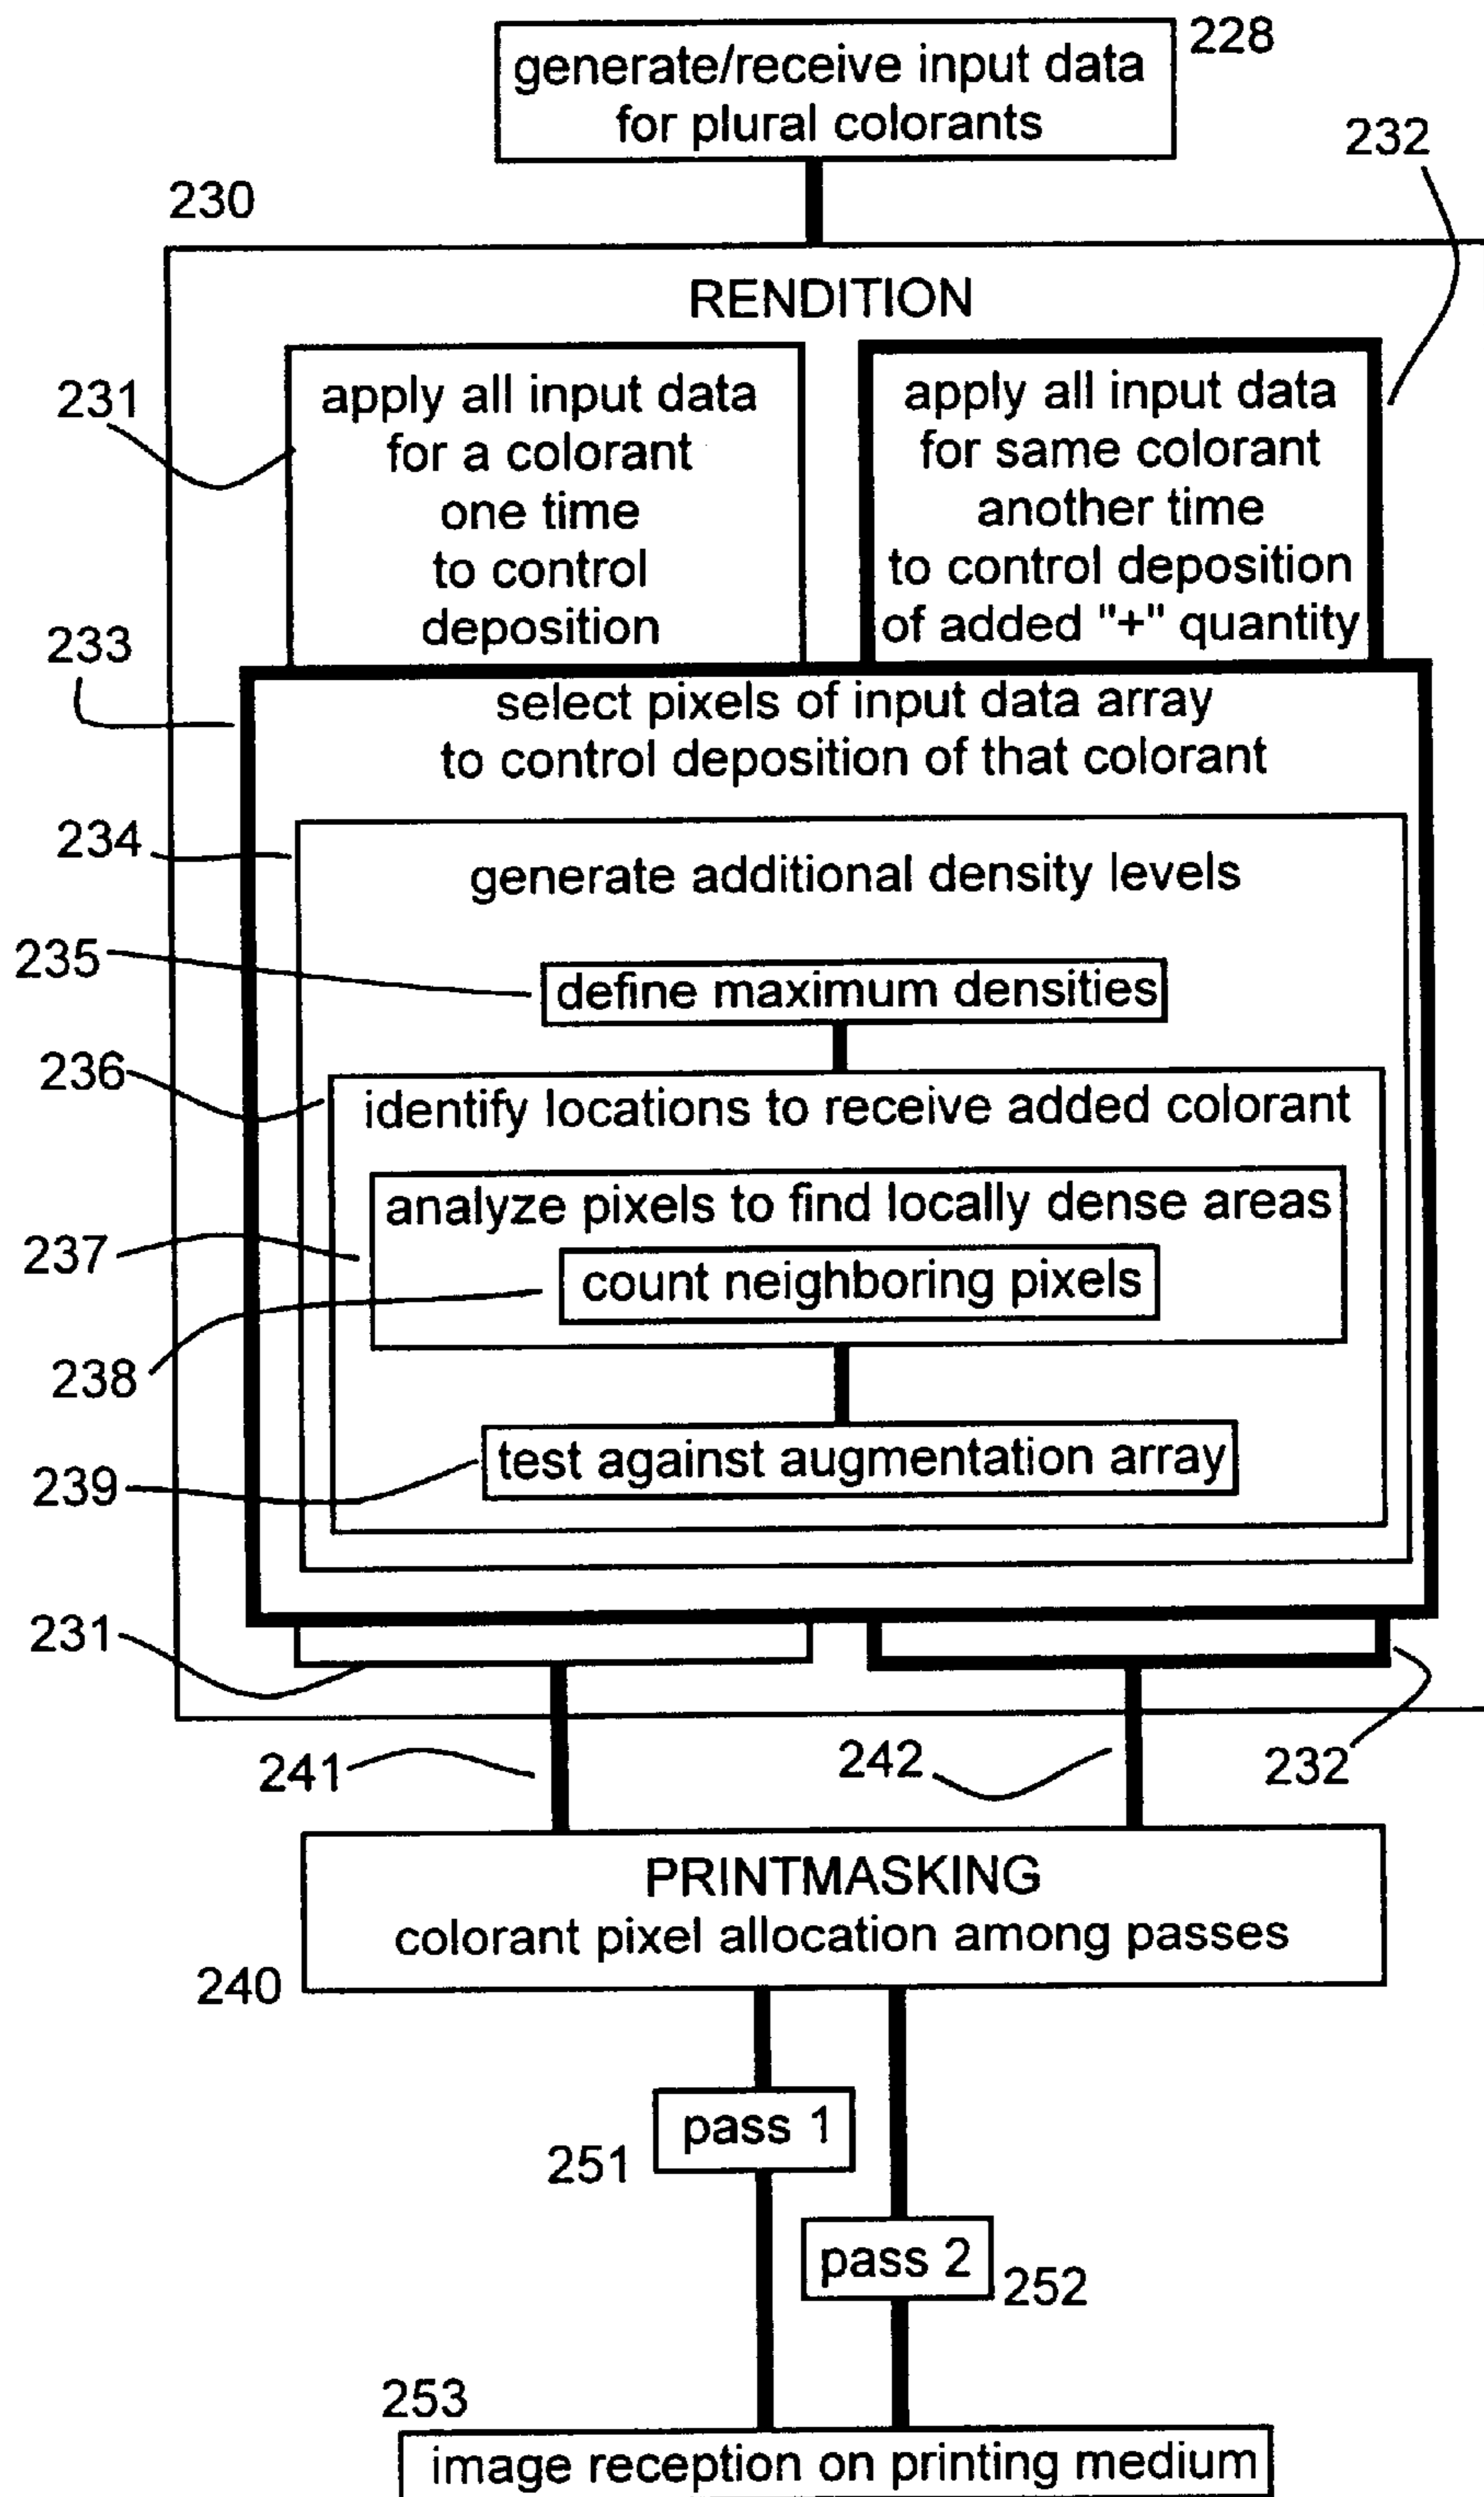 228
generate/receive input data
for plural colorants
232
230
RENDITION
231
apply all input data
for a colorant
one time
to control
deposition
apply all input data
for same colorant
another time
to control deposition
of added "+" quantity
233
select pixels of input data array
to control deposition of that colorant
234
generate additional density levels
235
define maximum densities
236
identify locations to receive added colorant
analyze pixels to find locally dense areas
237
count neighboring pixels
238
test against augmentation array
239
231
241
242
232
PRINTMASKING
colorant pixel allocation among passes
240
pass 1
251
pass 2
252
253
image reception on printing medium